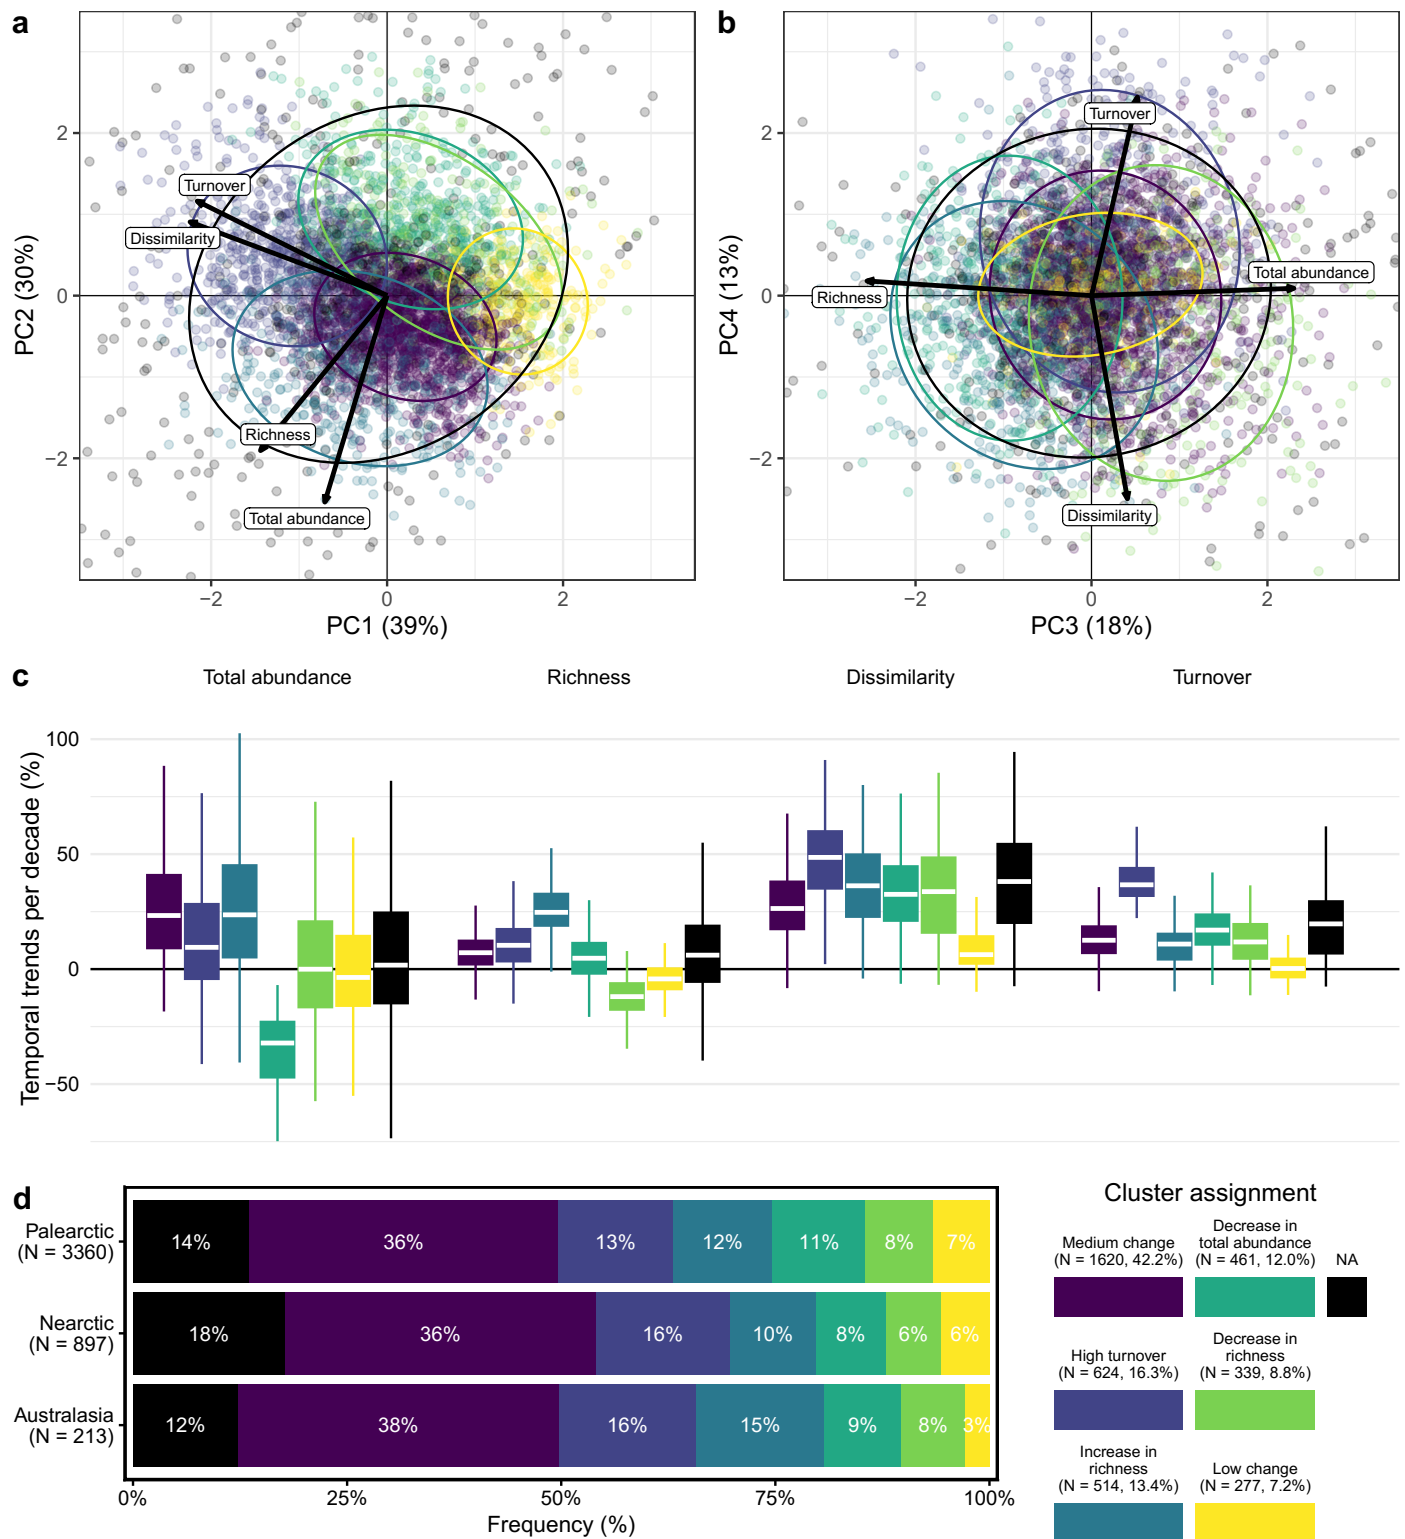 a
2
0
−2
PC2 (30%)
Turnover
Dissimilarity
Richness
Total abundance
−2
0
2
PC1 (39%)
b
2
0
−2
PC4 (13%)
Turnover
Total abundance
Richness
Dissimilarity
−2
0
2
PC3 (18%)
c
Total abundance
Richness
Dissimilarity
Turnover
Temporal trends per decade (%)
100
50
0
−50
d
Palearctic
(N = 3360)
14%
36%
13%
12%
11%
8%
7%
Nearctic
(N = 897)
18%
36%
16%
10%
8%
6%
6%
Australasia
(N = 213)
12%
38%
16%
15%
9%
8%
3%
0%
25%
50%
75%
100%
Frequency (%)
Cluster assignment
Medium change
(N = 1620, 42.2%)
Decrease in
total abundance
(N = 461, 12.0%)
NA
High turnover
(N = 624, 16.3%)
Decrease in
richness
(N = 339, 8.8%)
Increase in
richness
(N = 514, 13.4%)
Low change
(N = 277, 7.2%)